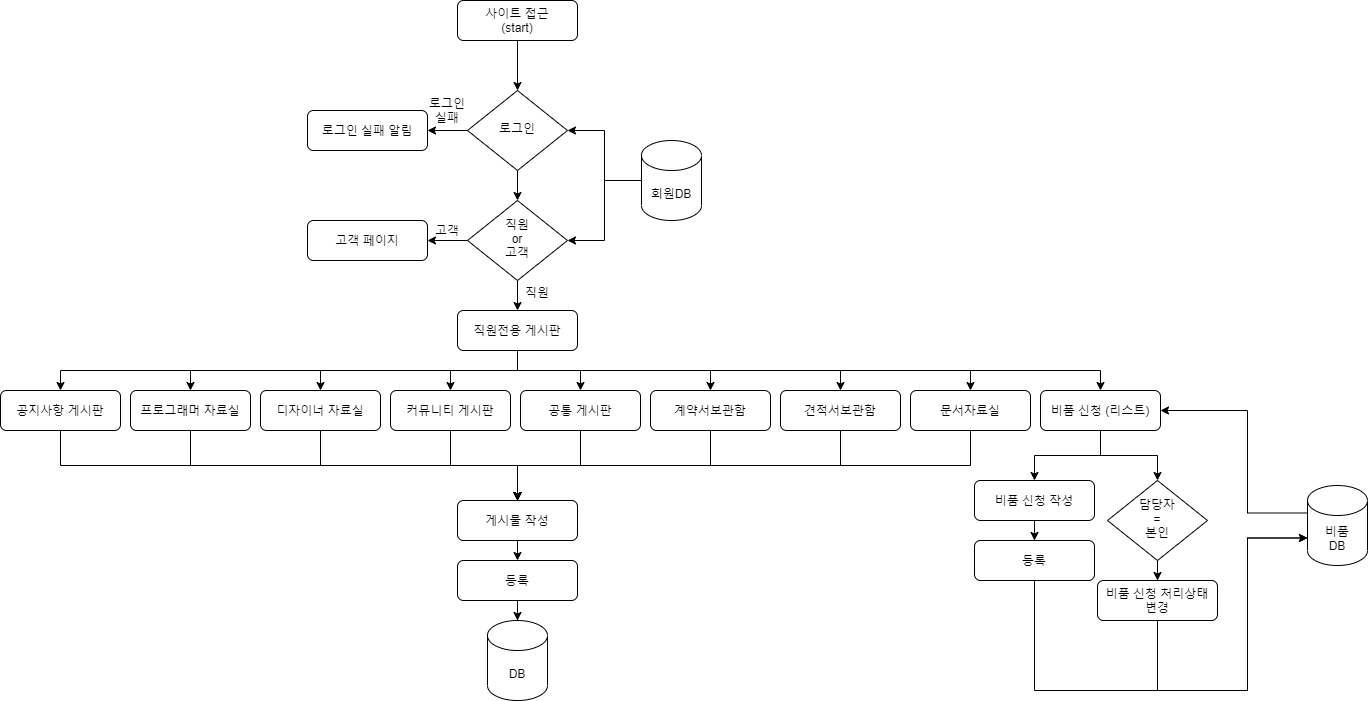 사이트 접근
(start)
로그인
실패
로그인 실패 알림
로그인
회원DB
고객 페이지
고객
직원
or
고객
직원
직원전용 게시판
공지사항 게시판
프로그래머 자료실
디자이너 자료실
커뮤니티 게시판
공통 게시판
계약서보관함
견적서보관함
문서자료실
비품 신청 (리스트)
게시물 작성
등록
DB
비품 신청 작성
등록
담당자
=
본인
비품 신청 처리상태
변경
비품
DB